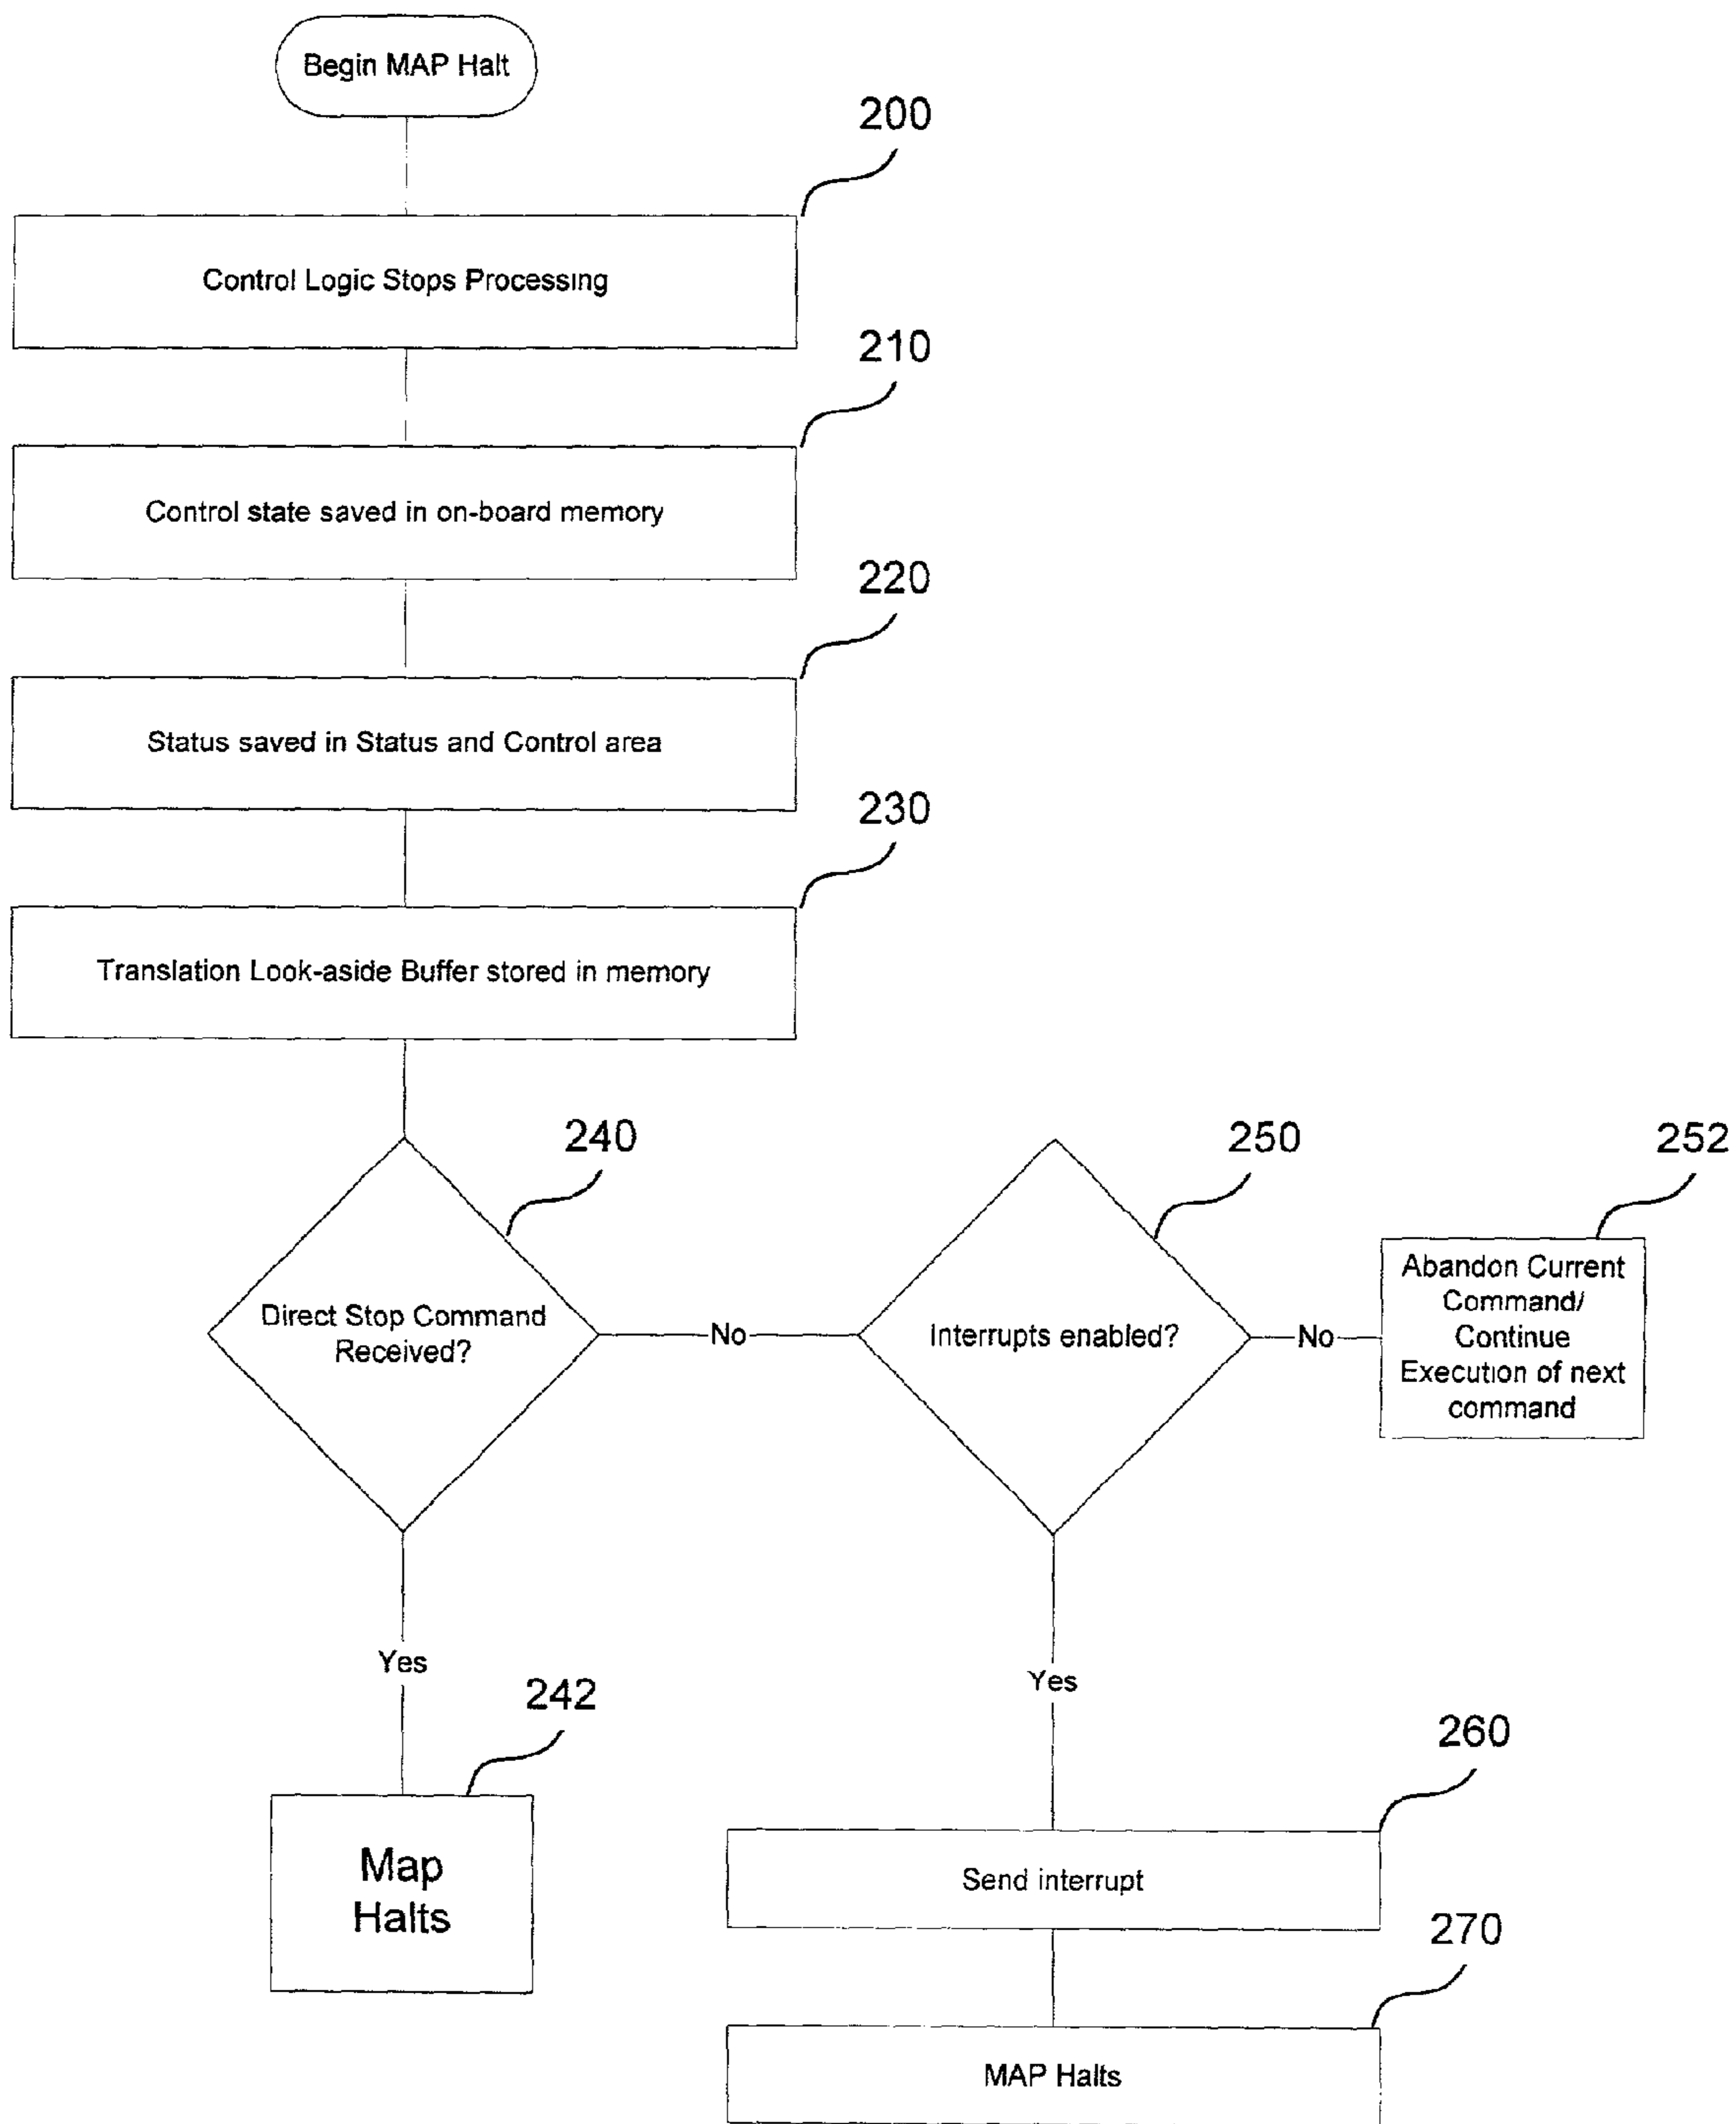 Begin MAP Halt
200
Control Logic Stops Processing
210
Control state saved in on-board memory
220
Status saved in Status and Control area
230
Translation Look-aside Buffer stored in memory
240
250
252
Direct Stop Command
Received?
No
Interrupts enabled?
No
Abandon Current
Command/
Continue
Execution of next
command
Yes
242
Map
Halts
Yes
260
Send interrupt
270
MAP Halts